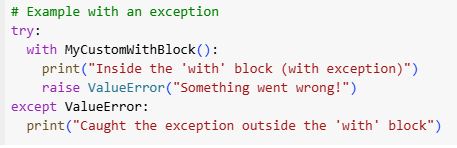 # Example with an exception
try:
  with MyCustomWithBlock():
    print("Inside the 'with' block (with exception)")
    raise ValueError("Something went wrong!")
except ValueError:
  print("Caught the exception outside the 'with' block")